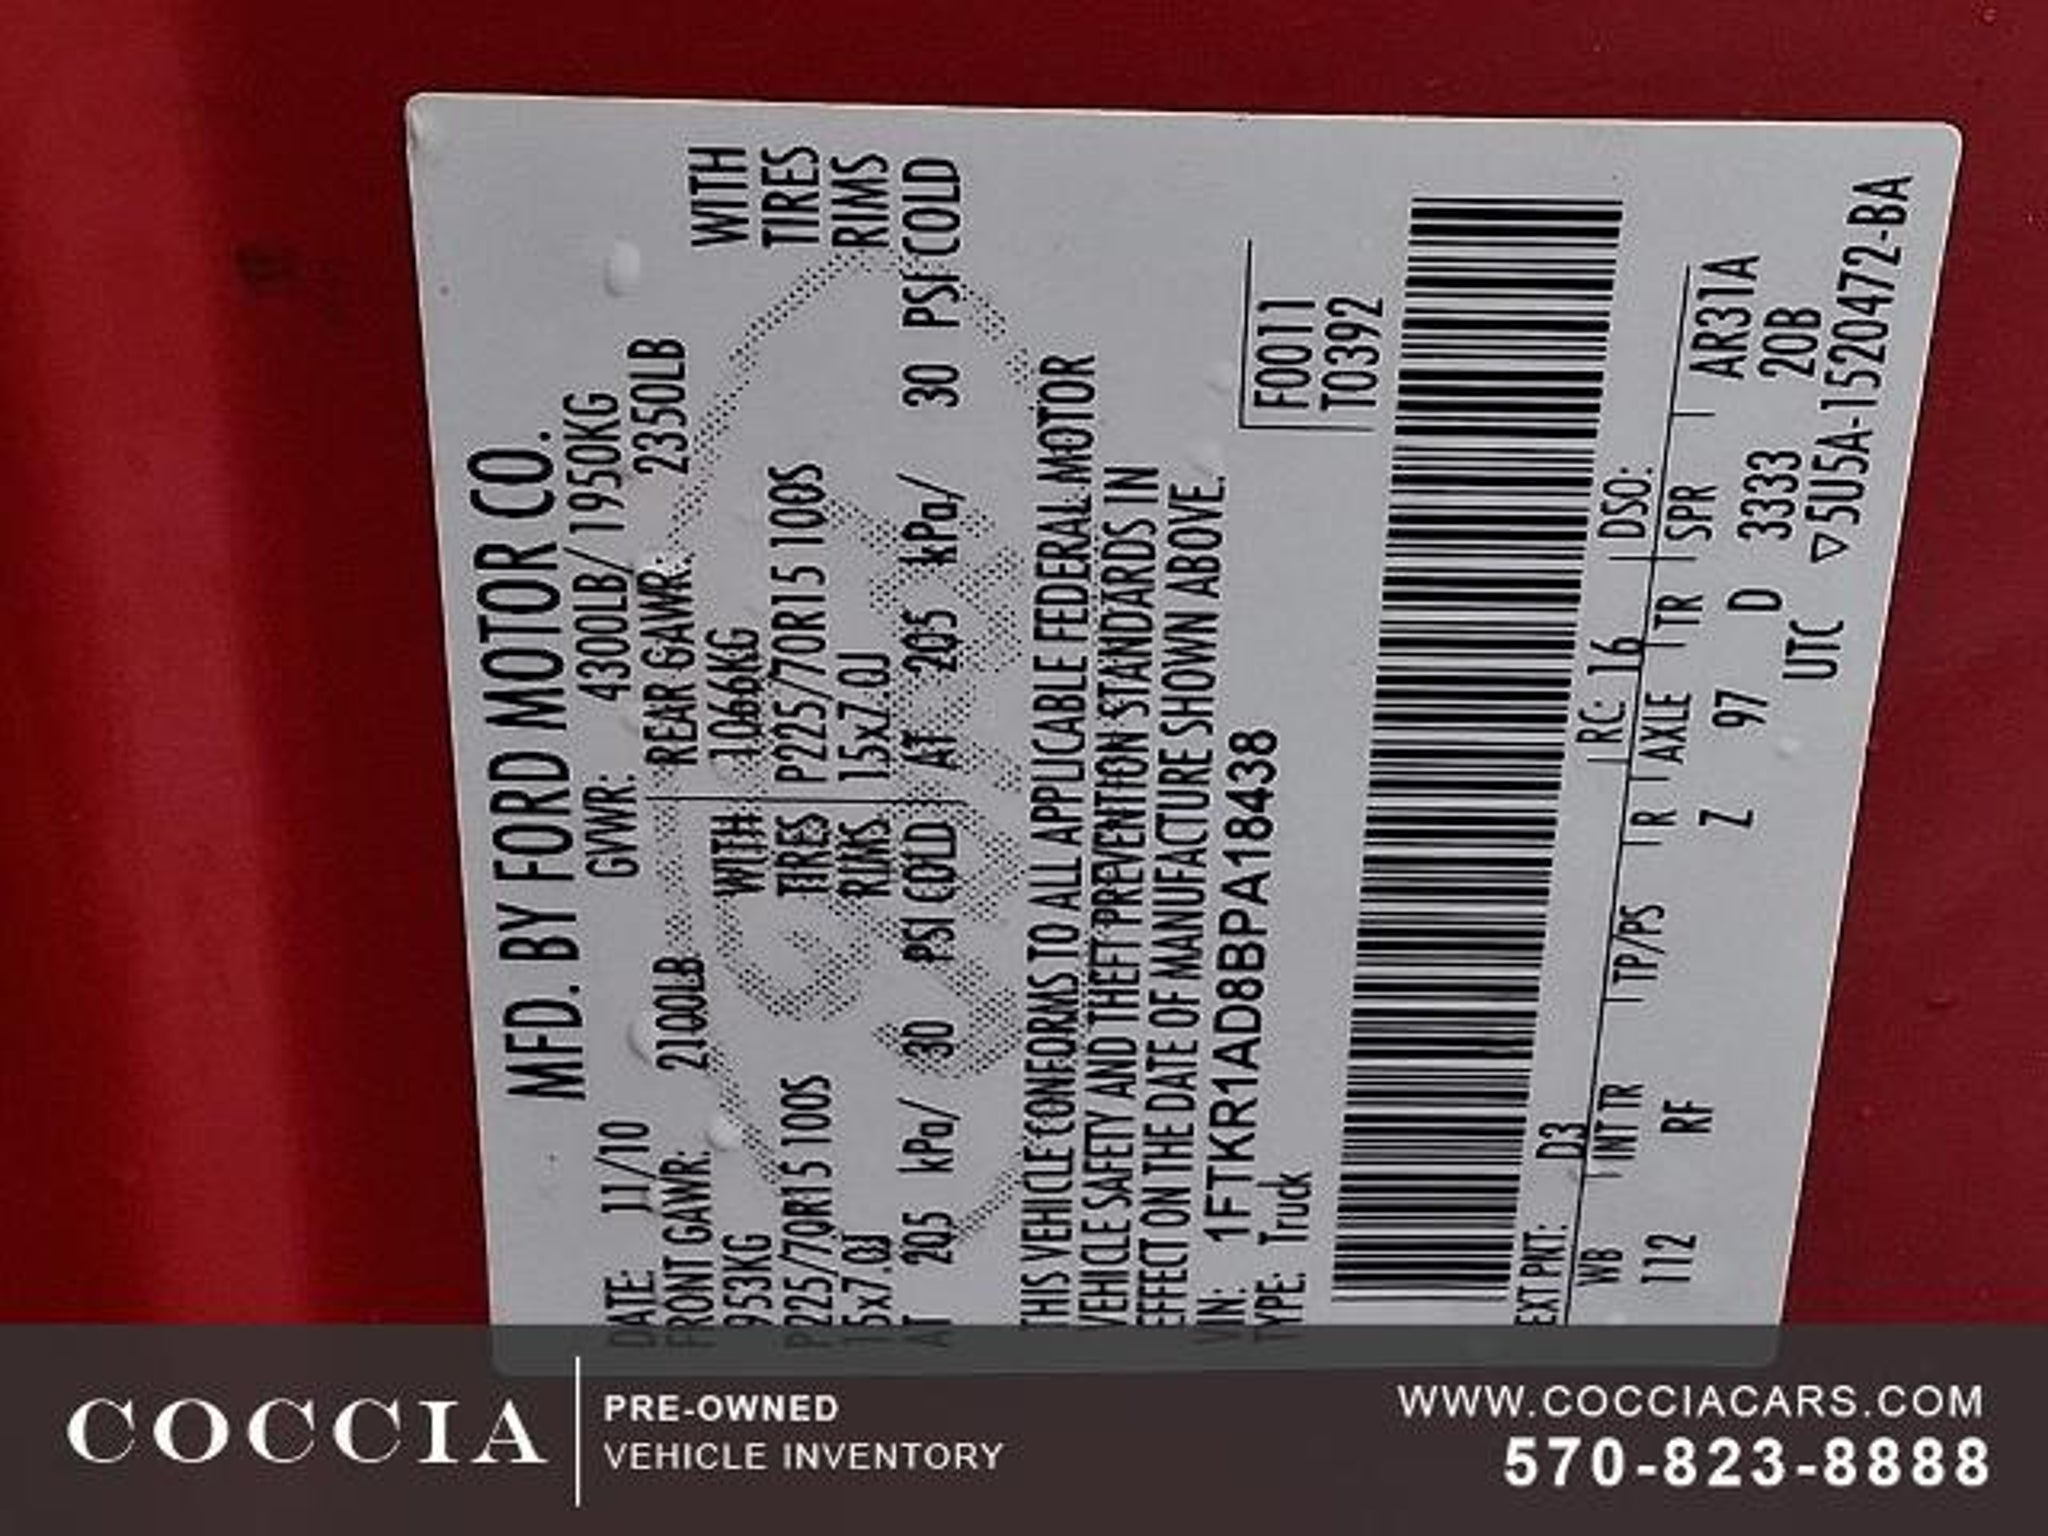 MFD. BY FORD MOTOR CO.
DATE: 11/10 GVWR: 4300LB/ 1950KG
FRONT GAWR: 2100LB REAR GAWR: 2350LB
953KG WITH 1066KG WITH
P225/70R15 100S TIRES P225/70R15 100S TIRES
15x7.0J RIMS 15x7.0J RIMS
AT 205 kPa/ 30 PSI COLD AT 205 kPa/ 30 PSI COLD
THIS VEHICLE CONFORMS TO ALL APPLICABLE FEDERAL MOTOR
VEHICLE SAFETY AND THEFT PREVENTION STANDARDS IN
EFFECT ON THE DATE OF MANUFACTURE SHOWN ABOVE.
VIN: 1FTKR1AD8BPA18438 F0011
TYPE: Truck T0392
EXT PNT: D3 RC: 16 DSO:
WB INT TR TP/PS R AXLE TR SPR AR31A
112 RF Z 97 D 3333 20B
UTC ▽5U5A-1520472-BA
COCCIA
PRE-OWNED
VEHICLE INVENTORY
WWW.COCCIACARS.COM
570-823-8888